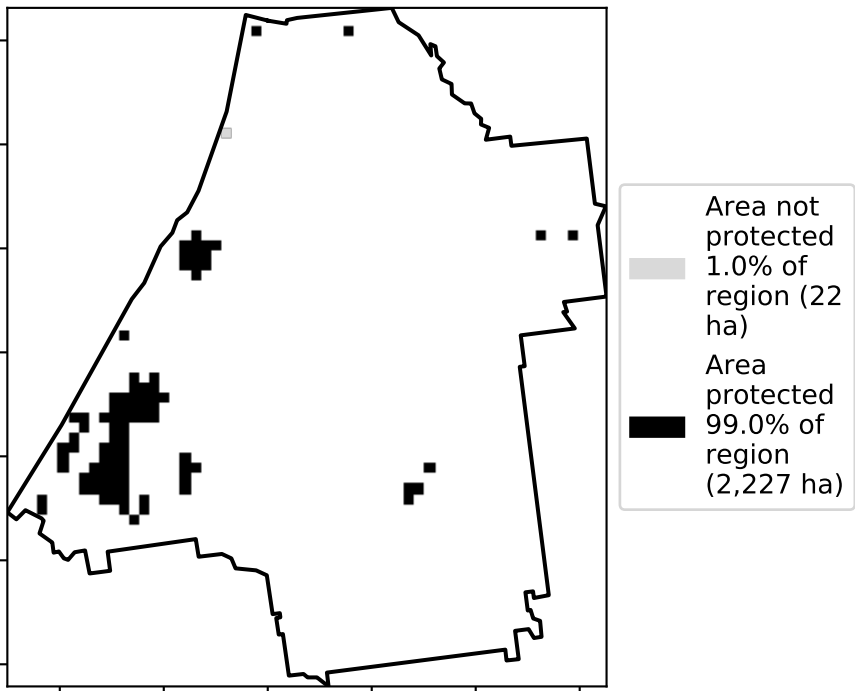 Area not
protected
1.0% of
region (22
ha)
Area
protected
99.0% of
region
(2,227 ha)